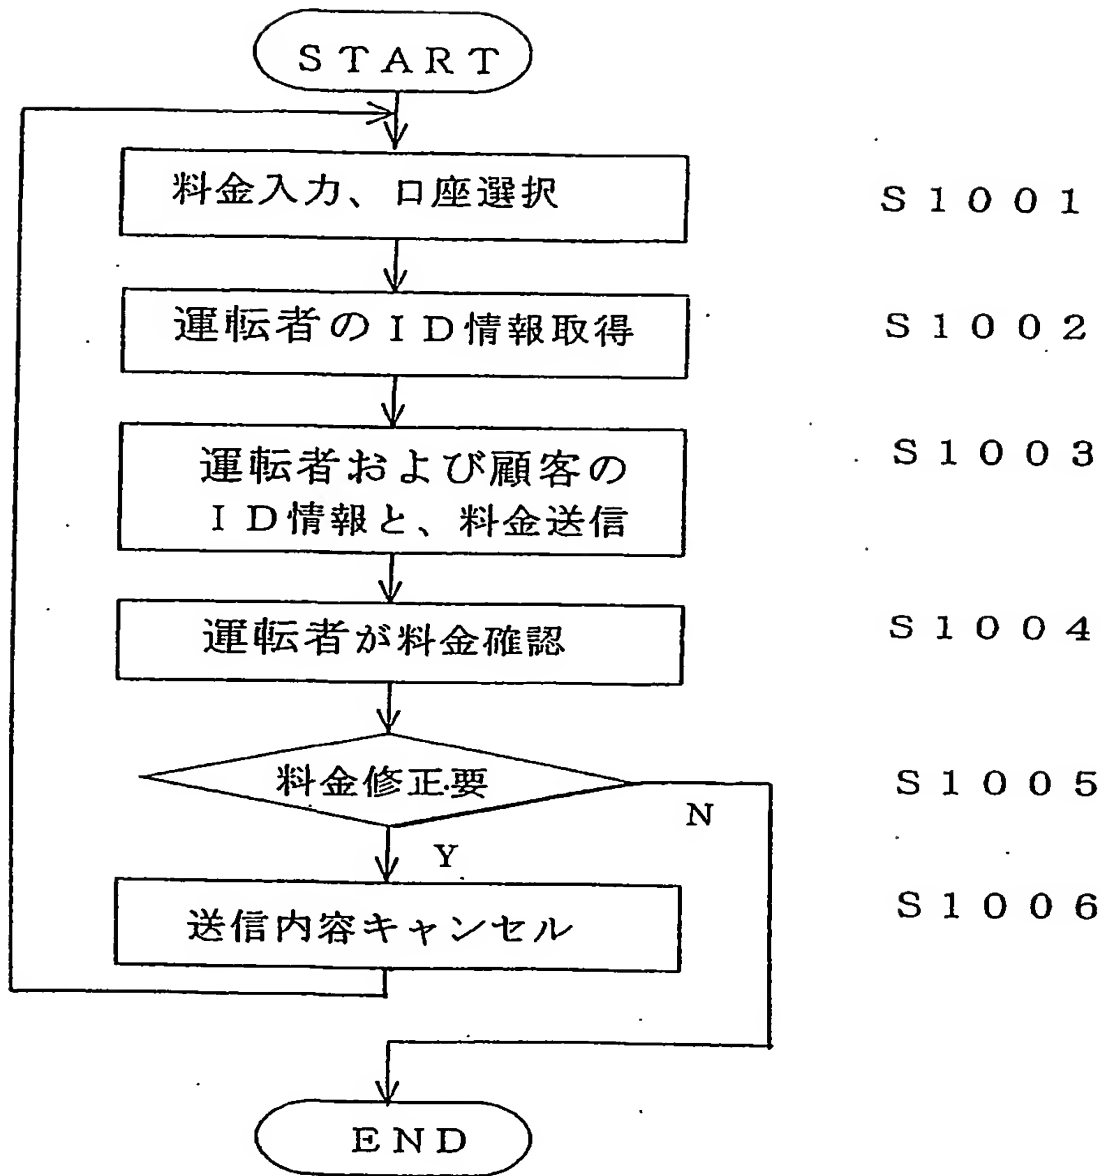 START
料金入力、口座選択
S1001
運転者のID情報取得
S1002
運転者および顧客の
ID情報と、料金送信
S1003
運転者が料金確認
S1004
料金修正要
S1005
N
Y
送信内容キャンセル
S1006
END